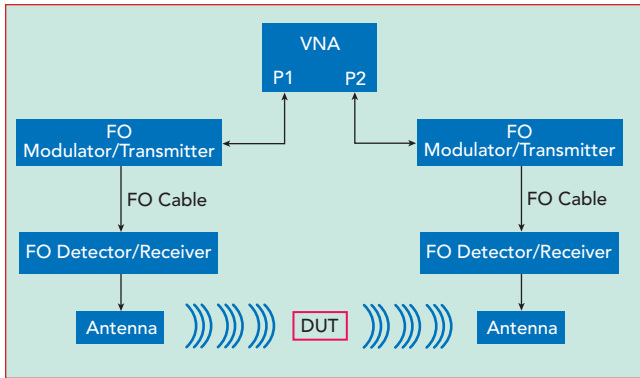 VNA
P1 P2
FO
Modulator/Transmitter
FO
Modulator/Transmitter
FO Cable
FO Cable
FO Detector/Receiver
FO Detector/Receiver
Antenna
DUT
Antenna